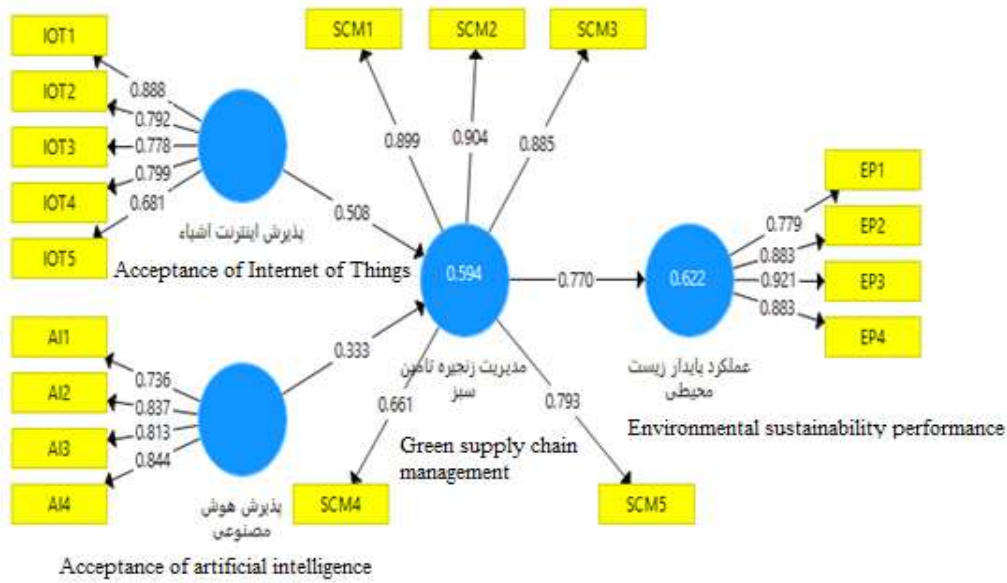 IOT1
IOT2
IOT3
IOT4
IOT5
0.888
0.792
0.778
0.799
0.681
پذیرش اینترنت اشیاء
Acceptance of Internet of Things
SCM1
SCM2
SCM3
0.899
0.904
0.885
0.508
0.594
0.770
0.622
0.333
مدیریت زنجیره تامین
سبز
Green supply chain
management
0.661
0.793
SCM4
SCM5
EP1
EP2
EP3
EP4
0.779
0.883
0.921
0.883
عملکرد پایدار زیست
محیطی
Environmental sustainability performance
AI1
AI2
AI3
AI4
0.736
0.837
0.813
0.844
پذیرش هوش
مصنوعی
Acceptance of artificial intelligence